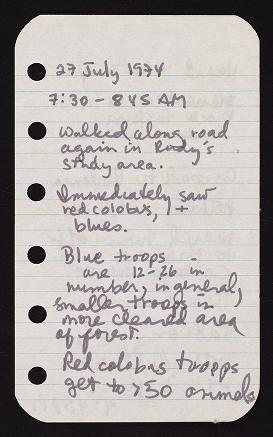 27 July 1974
7:30 - 845 AM
Walked along road
again in Rudy's
study area.
Immediately saw
red colobus, +
blues.
Blue troops -
are 12-26 in
number, in general,
smaller troops in
more cleared area
of forest.
Red colobus troops
get to >50 animals